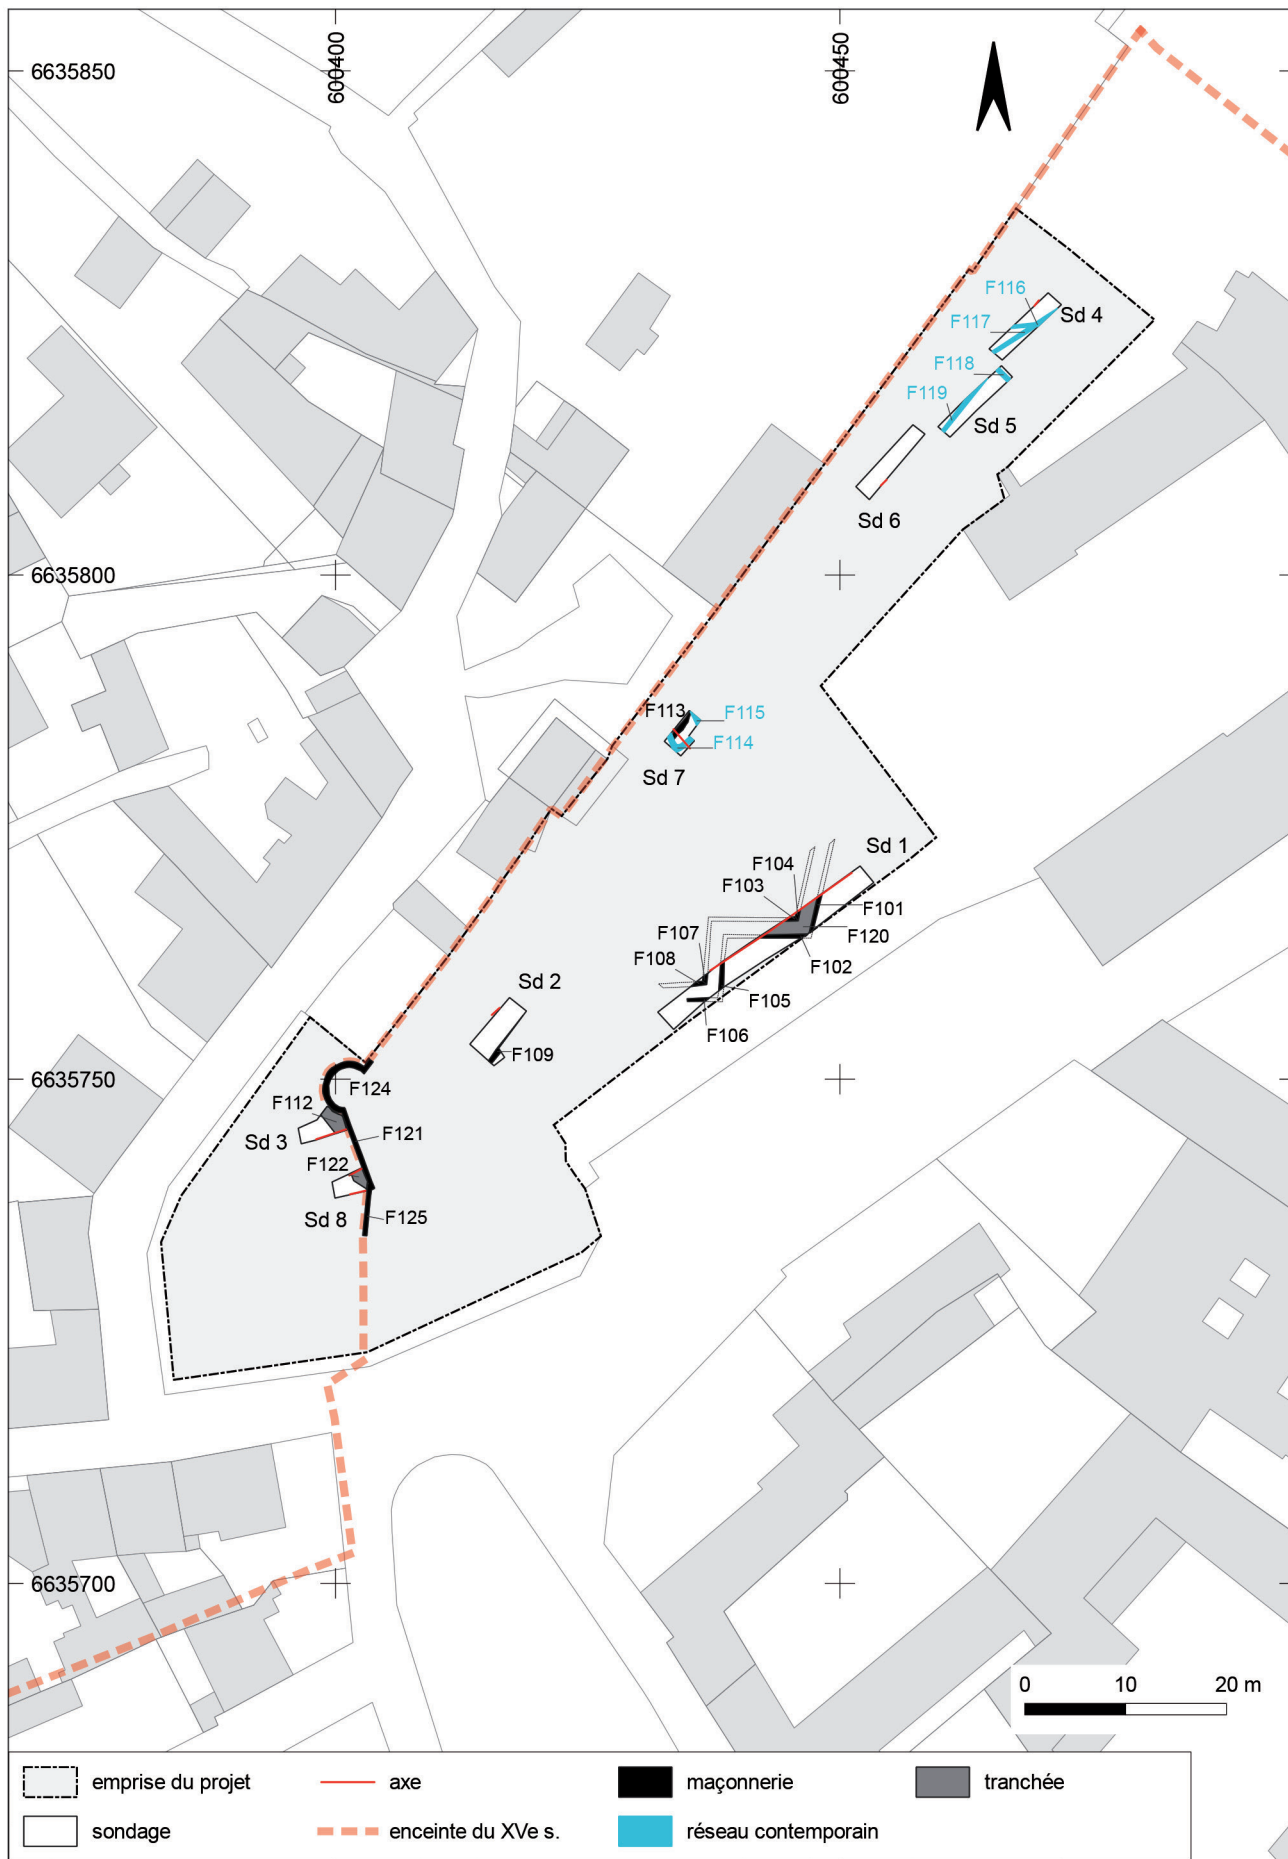 600400
600450
6635850
F116
F117
Sd 4
F118
F119
Sd 5
Sd 6
6635800
F113
F115
F114
Sd 7
Sd 1
F104
F103
F101
F107
F120
F108
F102
Sd 2
F105
F106
F109
6635750
F124
F112
Sd 3
F121
F122
Sd 8
F125
6635700
0 10 20 m
emprise du projet axe maçonnerie tranchée
sondage enceinte du XVe s. réseau contemporain